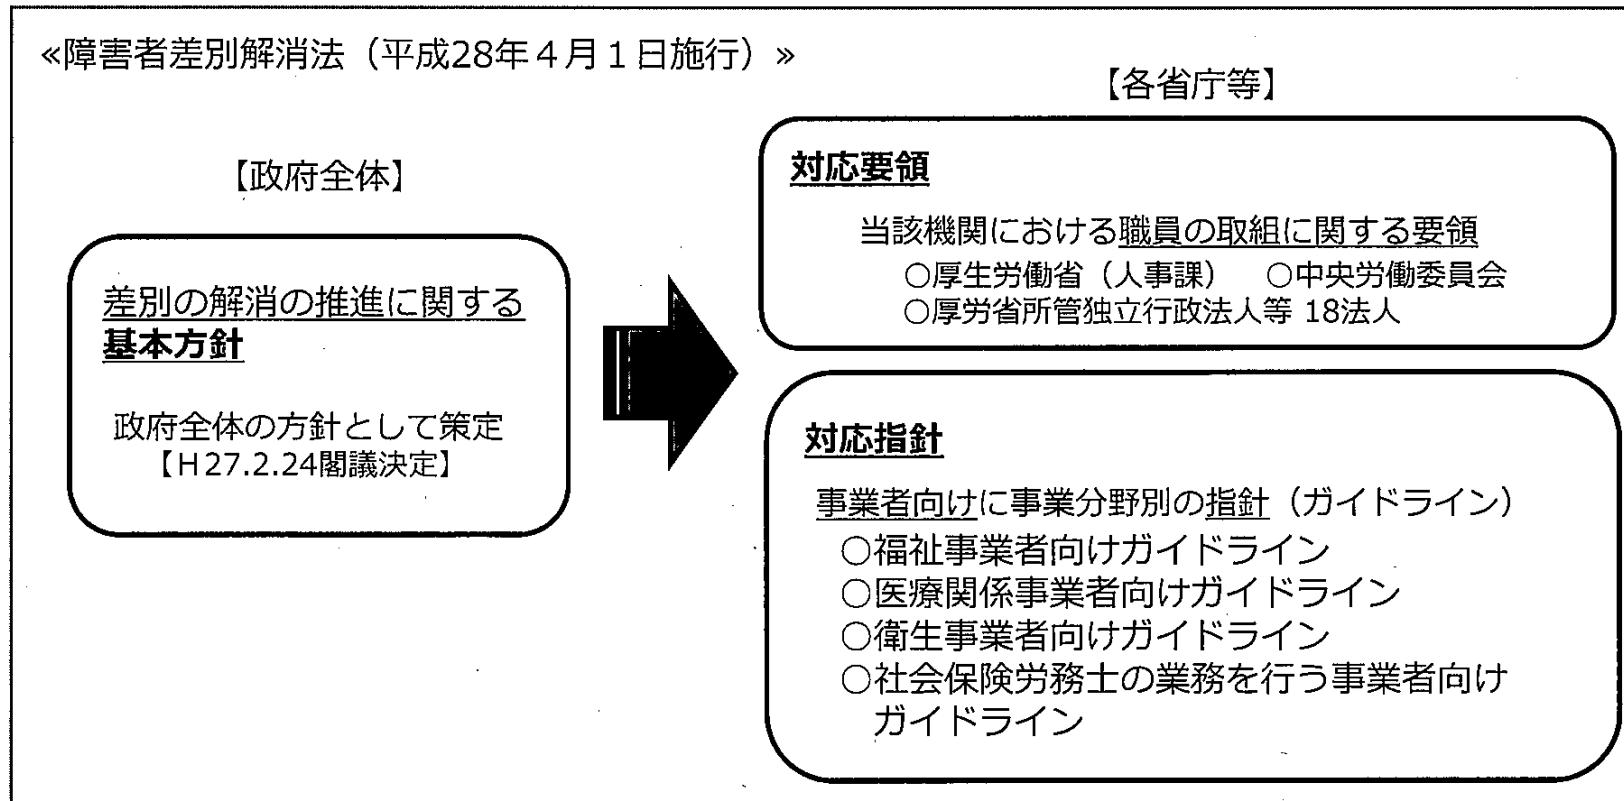 ≪障害者差別解消法（平成28年４月１日施行）≫
【政府全体】
差別の解消の推進に関する
基本方針
政府全体の方針として策定
【Ｈ27.2.24閣議決定】
【各省庁等】
対応要領
当該機関における職員の取組に関する要領
○厚生労働省（人事課）　○中央労働委員会
○厚労省所管独立行政法人等 18法人
対応指針
事業者向けに事業分野別の指針（ガイドライン）
○福祉事業者向けガイドライン
○医療関係事業者向けガイドライン
○衛生事業者向けガイドライン
○社会保険労務士の業務を行う事業者向け
ガイドライン